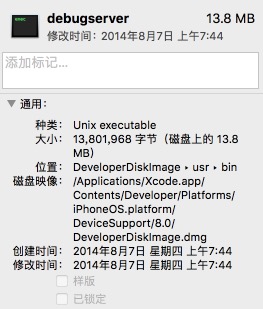 debugserver 13.8 MB
修改时间：2014年8月7日 上午7:44
添加标记...
通用：
种类： Unix executable
大小： 13,801,968 字节（磁盘上的 13.8
MB）
位置： DeveloperDiskImage ▸ usr ▸ bin
磁盘映像： /Applications/Xcode.app/
Contents/Developer/Platforms/
iPhoneOS.platform/
DeviceSupport/8.0/
DeveloperDiskImage.dmg
创建时间： 2014年8月7日 星期四 上午7:44
修改时间： 2014年8月7日 星期四 上午7:44
样版
已锁定